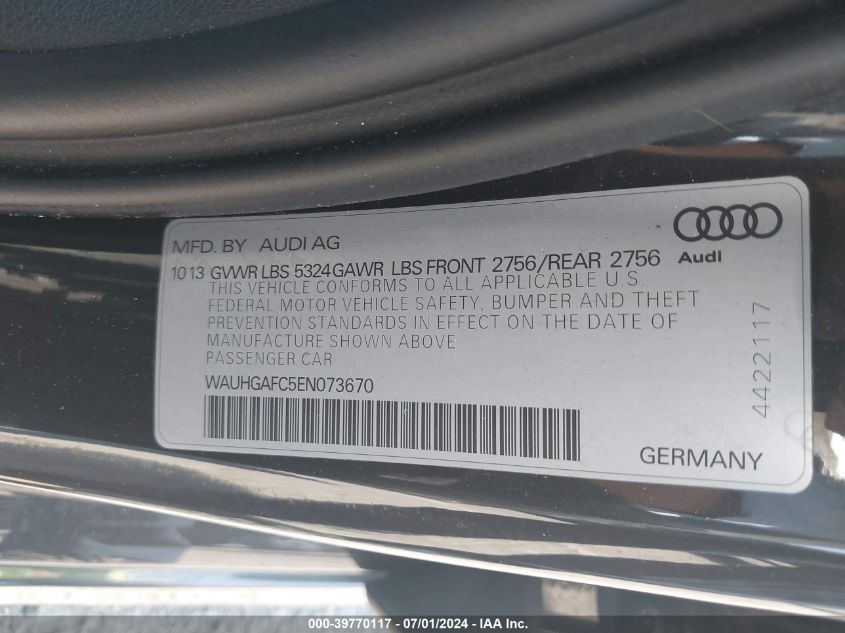 MFD. BY AUDI AG
10 13 GVWR LBS 5324 GAWR LBS FRONT 2756/REAR 2756
THIS VEHICLE CONFORMS TO ALL APPLICABLE U.S.
FEDERAL MOTOR VEHICLE SAFETY, BUMPER AND THEFT
PREVENTION STANDARDS IN EFFECT ON THE DATE OF
MANUFACTURE SHOWN ABOVE
PASSENGER CAR
WAUHGAFC5EN073670
Audi
4422117
GERMANY
000-39770117 - 07/01/2024 - IAA Inc.